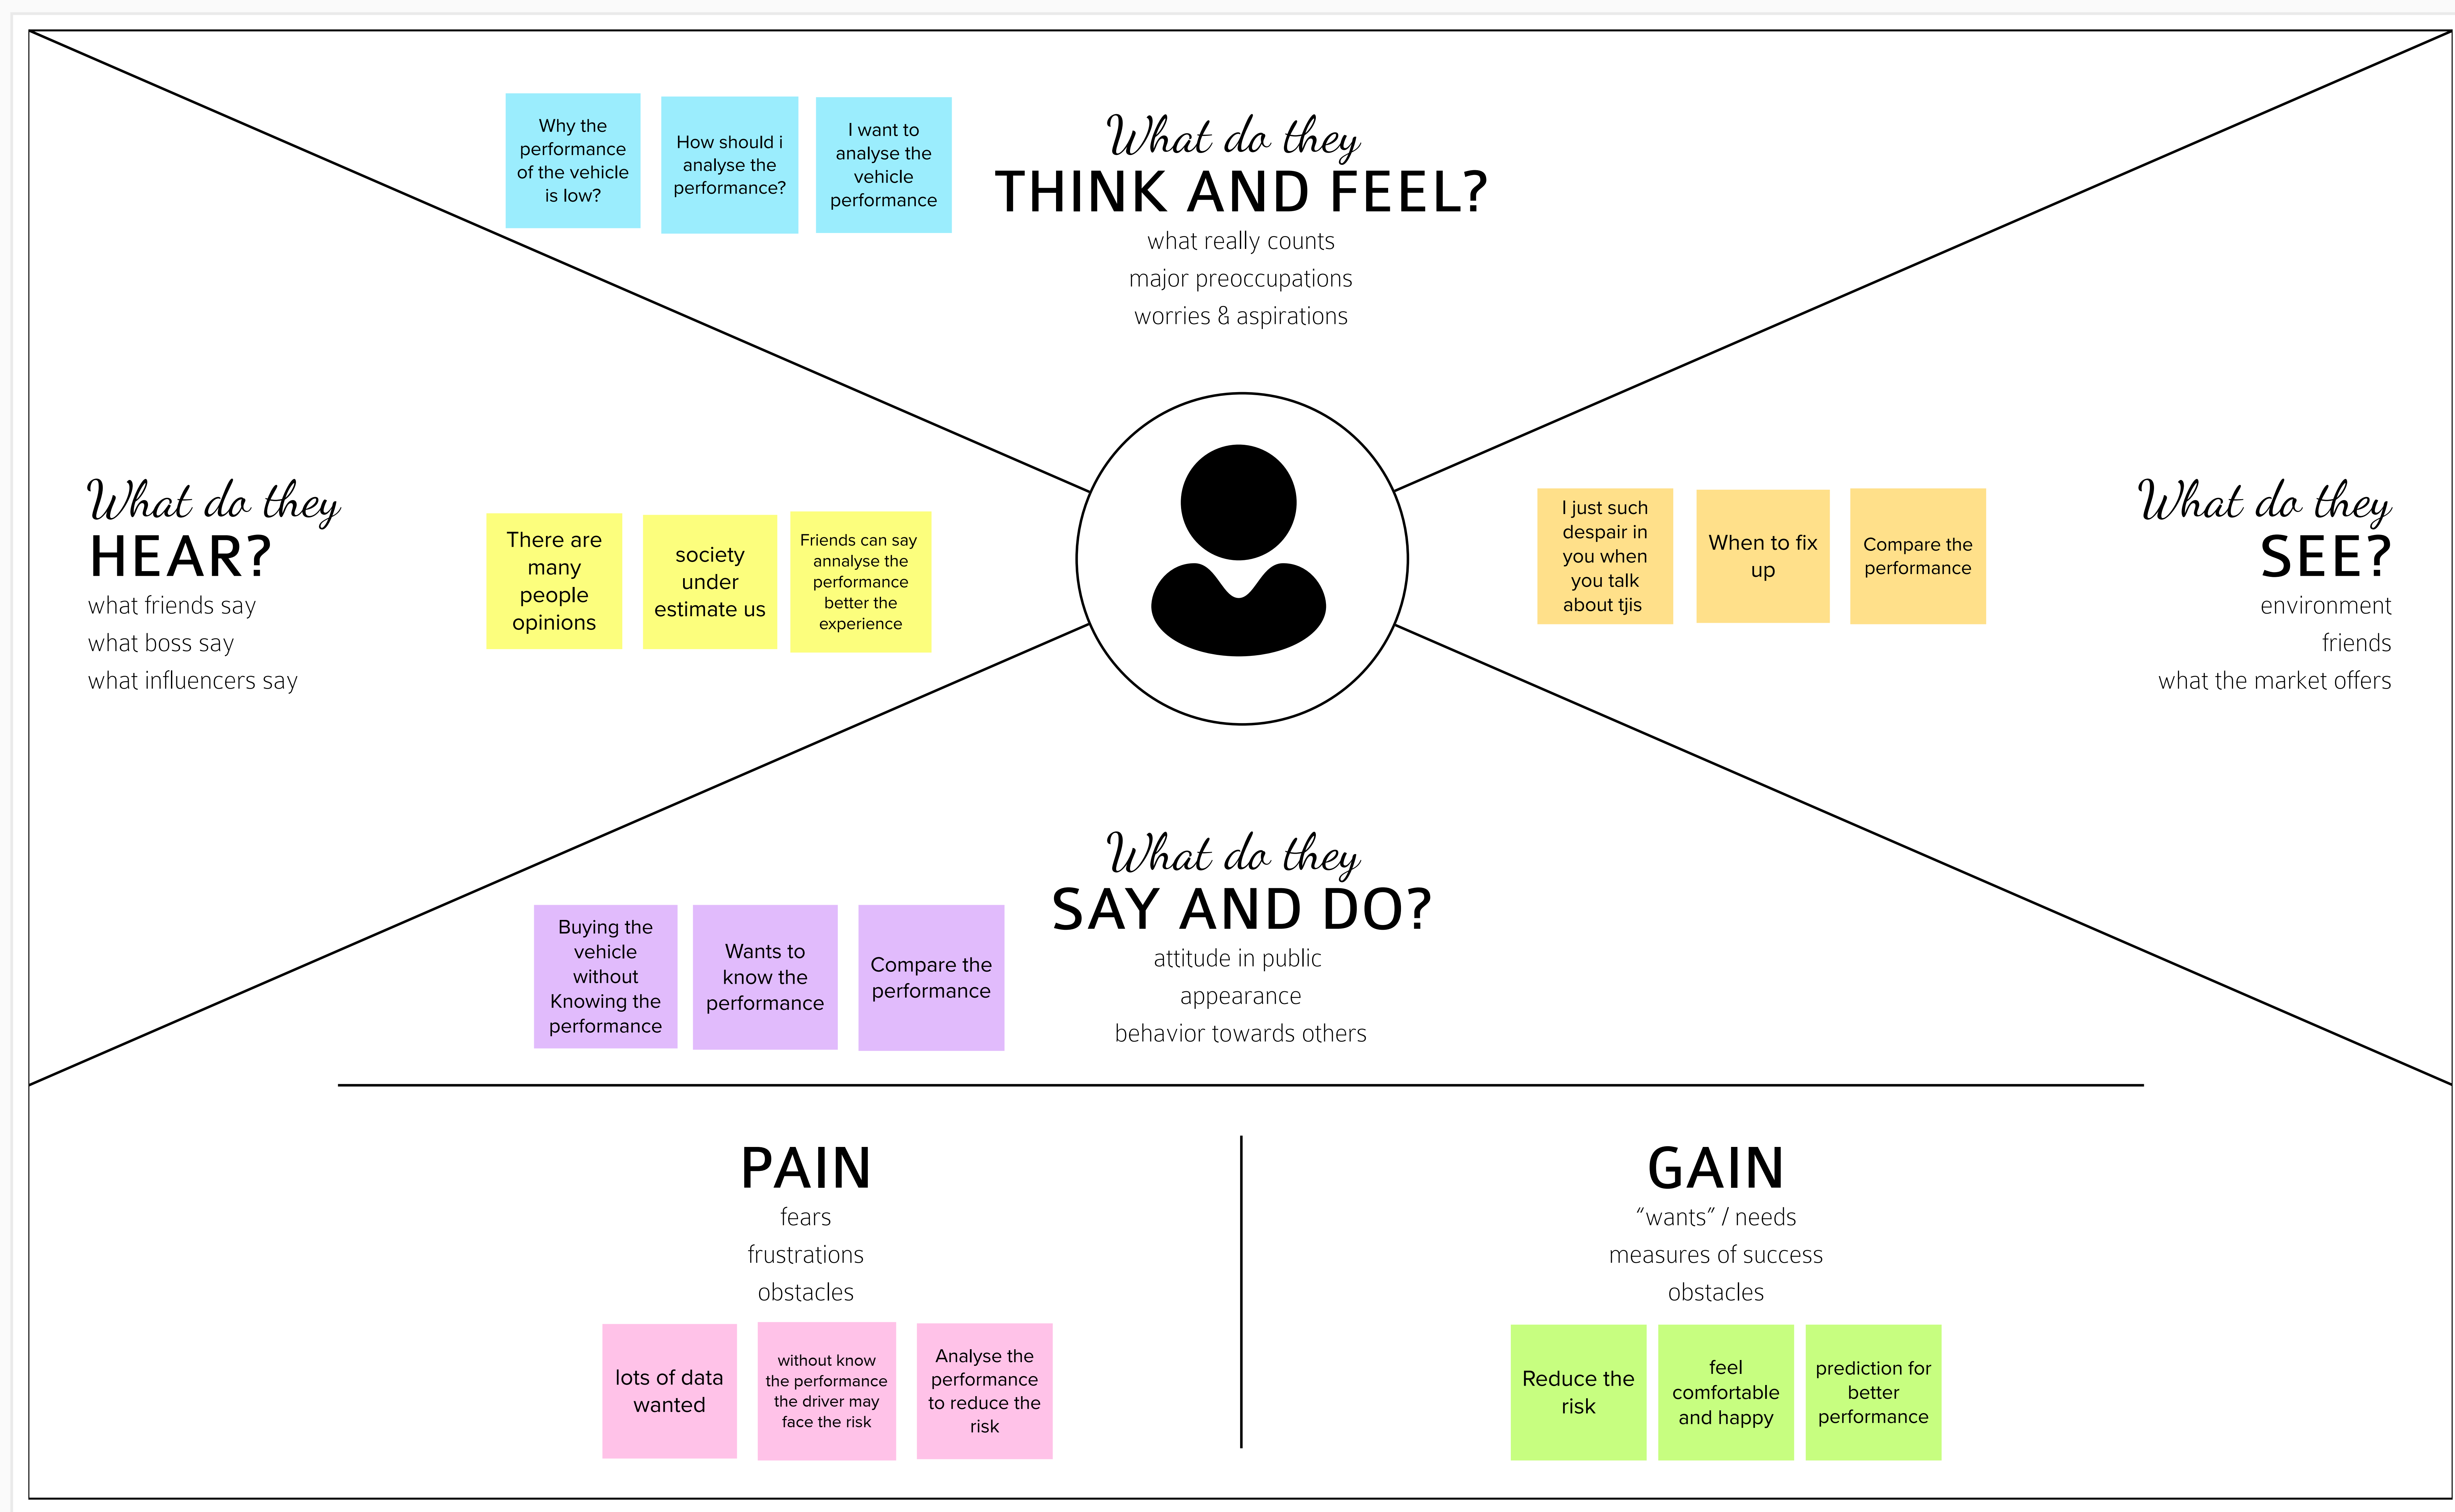 Why the
performance
of the vehicle
is low?
How should i
analyse the
performance?
I want to
analyse the
vehicle
performance
What do they
THINK AND FEEL?
what really counts
major preoccupations
worries & aspirations
What do they
HEAR?
what friends say
what boss say
what influencers say
There are
many
people
opinions
society
under
estimate us
Friends can say
annalyse the
performance
better the
experience
I just such
despair in
you when
you talk
about tjis
When to fix
up
Compare the
performance
What do they
SEE?
environment
friends
what the market offers
What do they
SAY AND DO?
attitude in public
appearance
behavior towards others
Buying the
vehicle
without
Knowing the
performance
Wants to
know the
performance
Compare the
performance
PAIN
fears
frustrations
obstacles
lots of data
wanted
without know
the performance
the driver may
face the risk
Analyse the
performance
to reduce the
risk
GAIN
“wants” / needs
measures of success
obstacles
Reduce the
risk
feel
comfortable
and happy
prediction for
better
performance